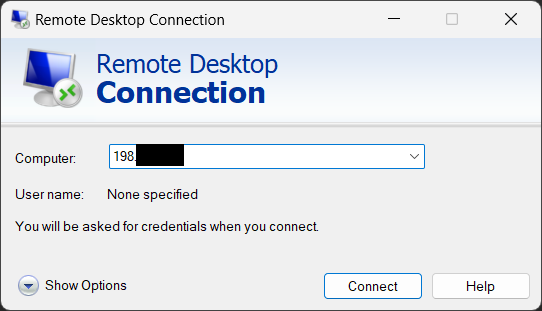 Remote Desktop Connection
Remote Desktop
Connection
Computer: 198.
User name: None specified
You will be asked for credentials when you connect.
Show Options Connect Help